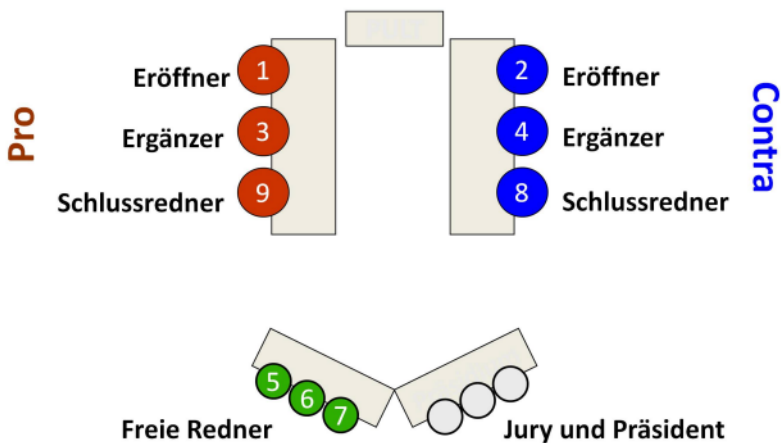 Pro
Contra
Eröffner 1
2 Eröffner
Ergänzer 3
4 Ergänzer
Schlussredner 9
8 Schlussredner
5
6
7
Freie Redner
Jury und Präsident